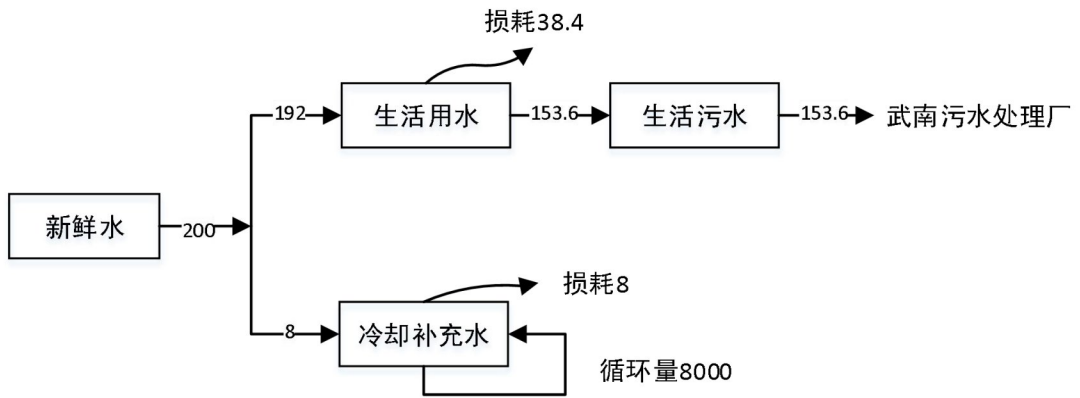 损耗38.4
192
生活用水
153.6
生活污水
153.6
武南污水处理厂
新鲜水
200
损耗8
8
冷却补充水
循环量8000